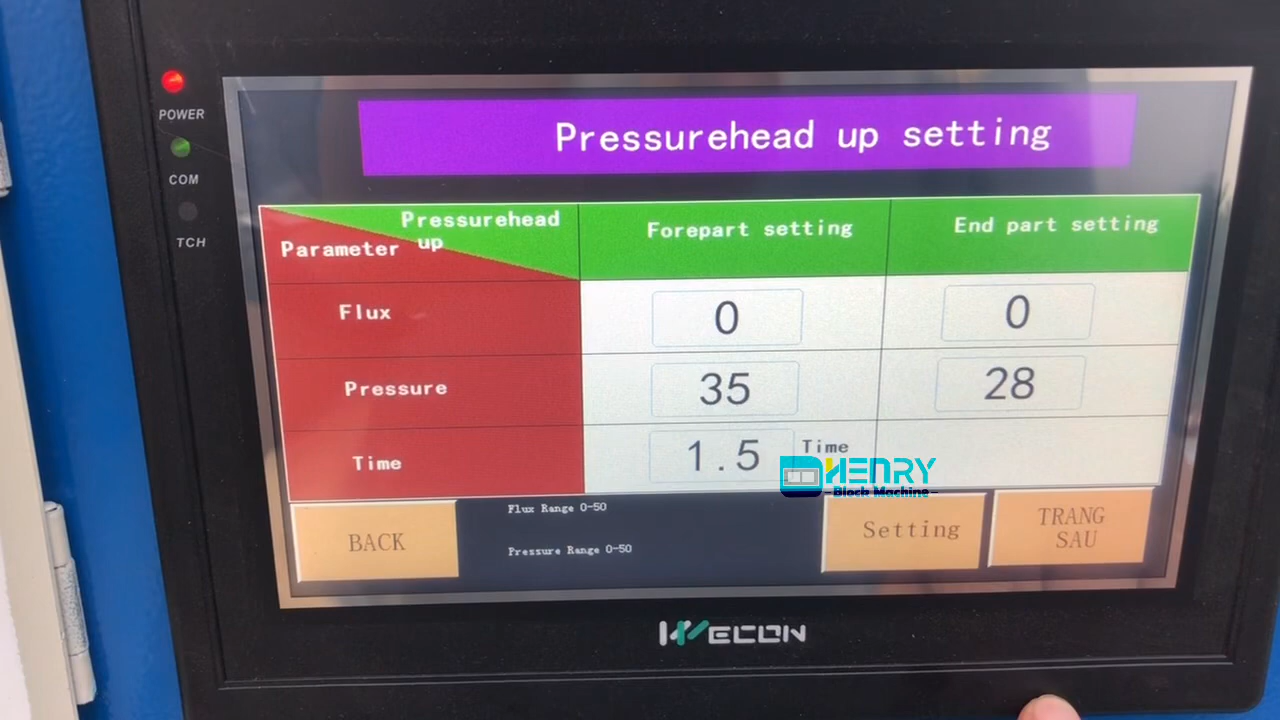 POWER
COM
TCH
Pressurehead up setting
Pressurehead
up
Parameter
Forepart setting
End part setting
Flux
0
0
Pressure
35
28
Time
1.5
Time
HENRY
Block Machine
BACK
Flux Range 0-50
Pressure Range 0-50
Setting
TRANG
SAU
WECON